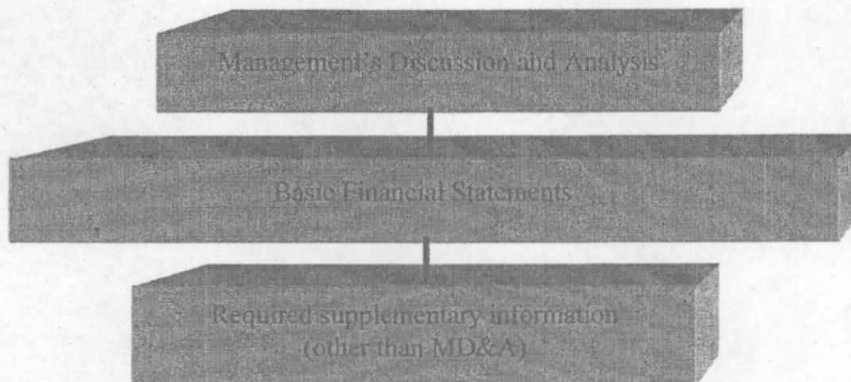 Management's Discussion and Analysis
Basic Financial Statements
Required supplementary information
(other than MD&A)